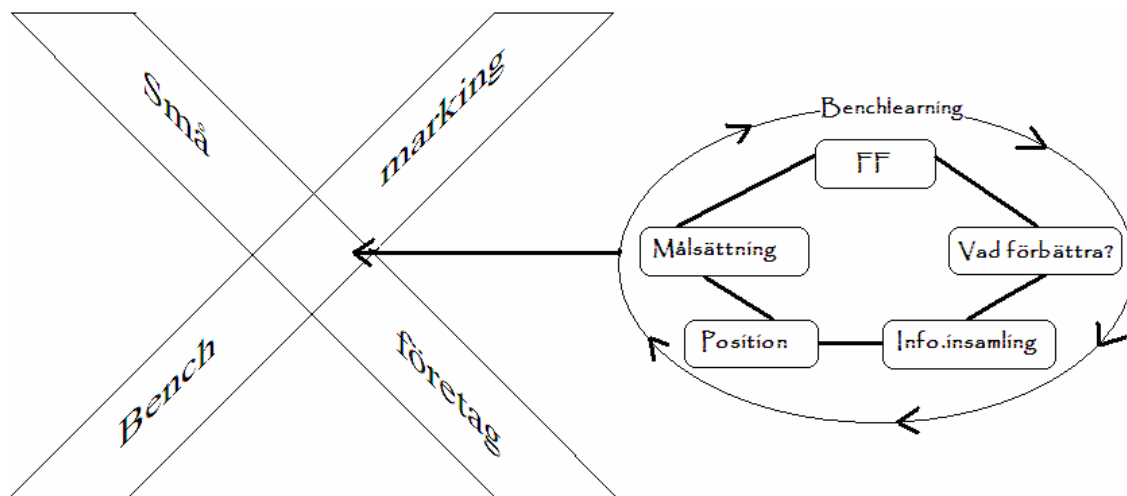 Små
företag
Bench
marking
Benchlearning
FF
Målsättning
Vad förbättra?
Position
Info.insamling